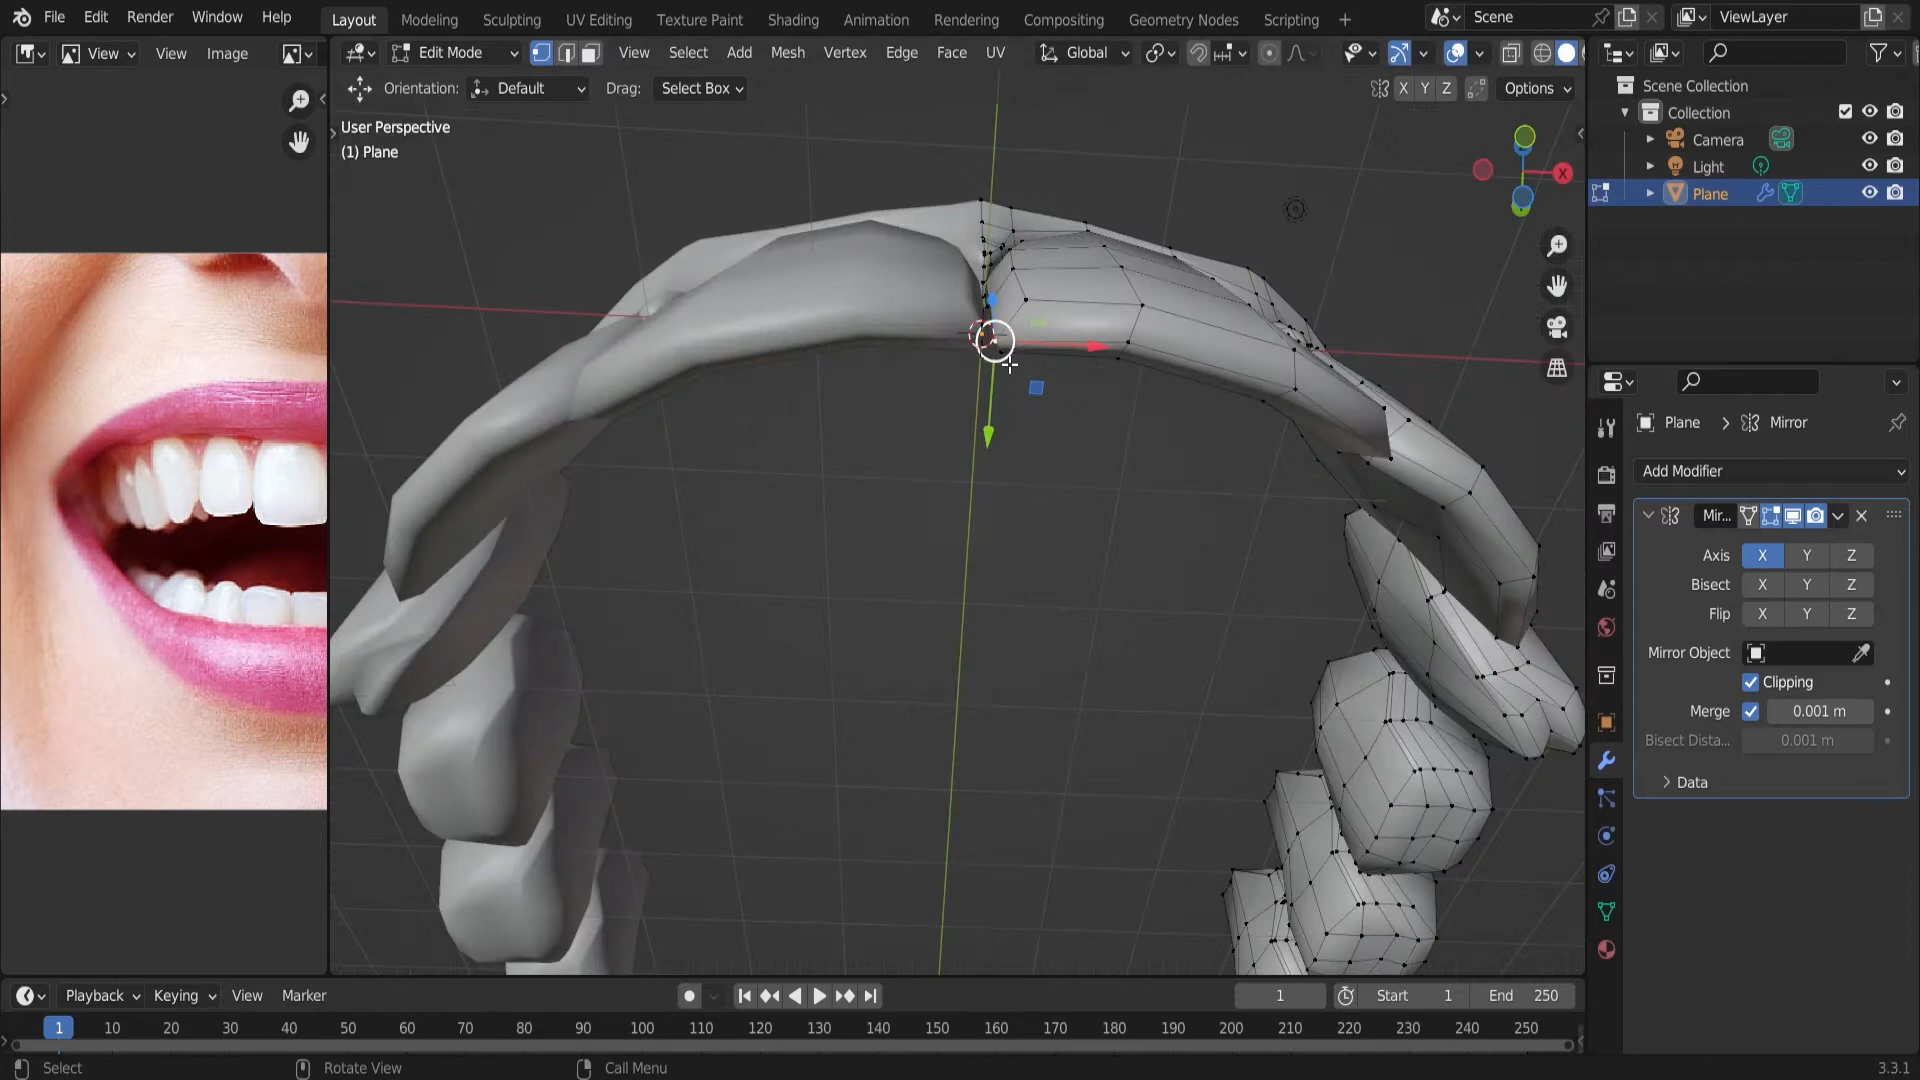 File Edit Render Window Help
Layout Modeling Sculpting UV Editing Texture Paint Shading Animation Rendering Compositing Geometry Nodes Scripting +
Scene
ViewLayer
View View Image
Edit Mode View Select Add Mesh Vertex Edge Face UV Global
Orientation: Default Drag: Select Box
X Y Z Options
User Perspective
(1) Plane
X
Scene Collection
Collection
Camera
Light
Plane
Plane > Mirror
Add Modifier
Mir...
Axis X Y Z
Bisect X Y Z
Flip X Y Z
Mirror Object
Clipping
Merge 0.001 m
Bisect Dista... 0.001 m
Data
Playback Keying View Marker
1 Start 1 End 250
1 10 20 30 40 50 60 70 80 90 100 110 120 130 140 150 160 170 180 190 200 210 220 230 240 250
Select Rotate View Call Menu 3.3.1